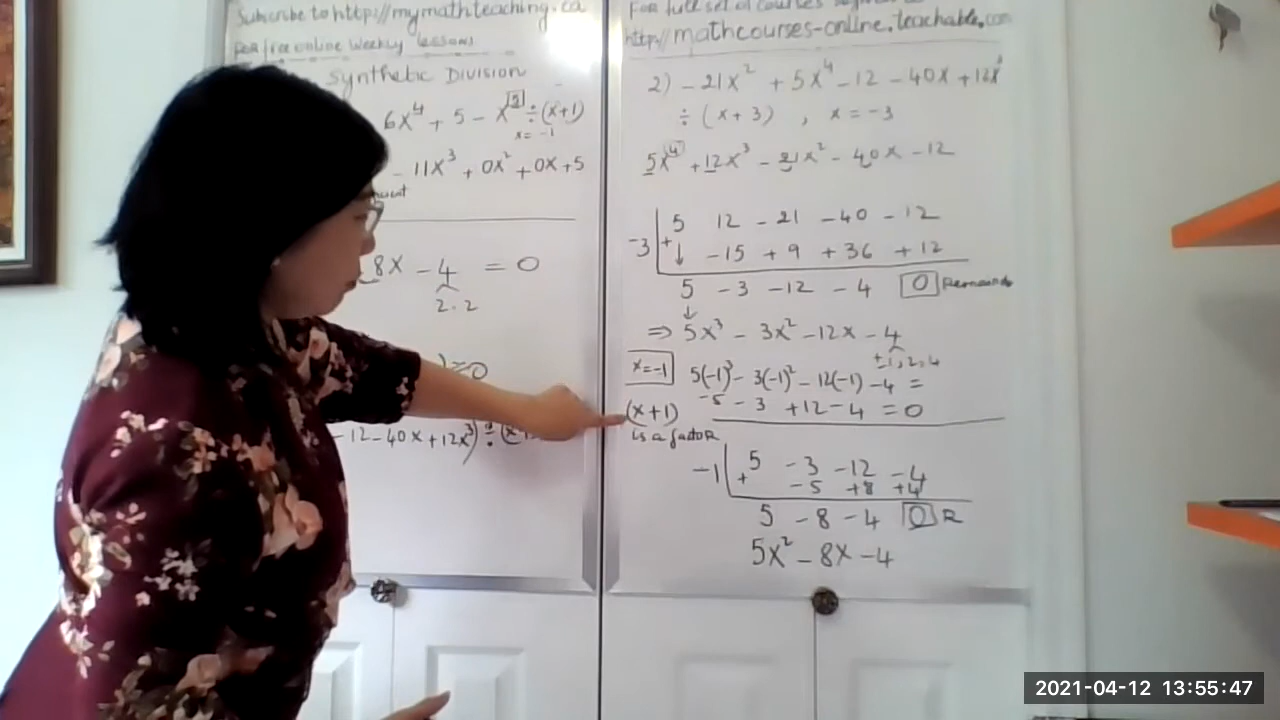 Subscribe to http://mymathteaching.ca
For free online weekly lessons
Synthetic Division
6x⁴ + 5 - x ÷ (x+1)
x = -1
- 11x³ + 0x² + 0x + 5
8x - 4 = 0
2 . 2
= 0
- 12 - 40x + 12x³) ÷ (x
For full set of courses
http://mathcourses-online.teachable.com
2) - 21x² + 5x⁴ - 12 - 40x + 12x³
÷ (x+3) , x = -3
5x⁴ + 12x³ - 21x² - 40x - 12
5 12 - 21 - 40 - 12
-3 + ↓ - 15 + 9 + 36 + 12
5 - 3 - 12 - 4 0 Remainder
↓
⇒ 5x³ - 3x² - 12x - 4
± 1, 2, 4
x = -1 5(-1)³ - 3(-1)² - 12(-1) - 4 =
-5 - 3 + 12 - 4 = 0
(x+1)
is a factor
-1 5 - 3 - 12 - 4
+ - 5 + 8 + 4
5 - 8 - 4 0 R
5x² - 8x - 4
2021-04-12 13:55:47